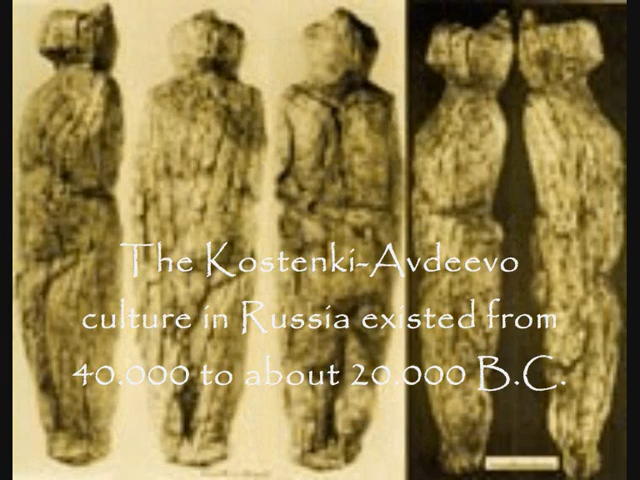 The Kostenki-Avdeevo
culture in Russia existed from
40.000 to about 20.000 B.C.